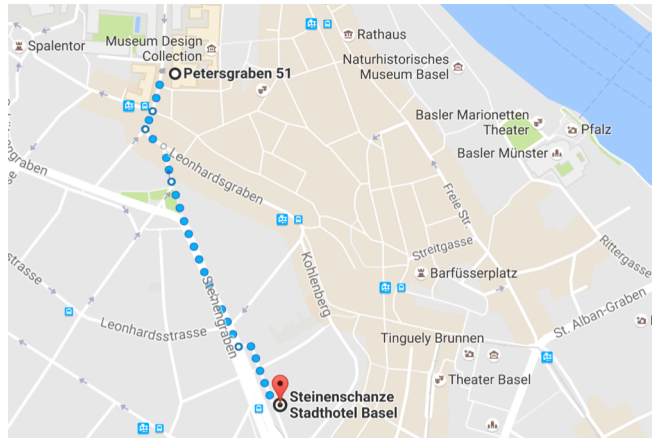 Rathaus
Spalentor
Museum Design
Collection
Naturhistorisches
Museum Basel
Petersgraben 51
Basler Marionetten
Theater
Pfalz
Basler Münster
Leonhardsgraben
Freie Str.
Rittergasse
Streitgasse
Kohlenberg
Barfüsserplatz
Steinengraben
St. Alban-Graben
Leonhardsstrasse
Tinguely Brunnen
Theater Basel
Steinenschanze
Stadthotel Basel